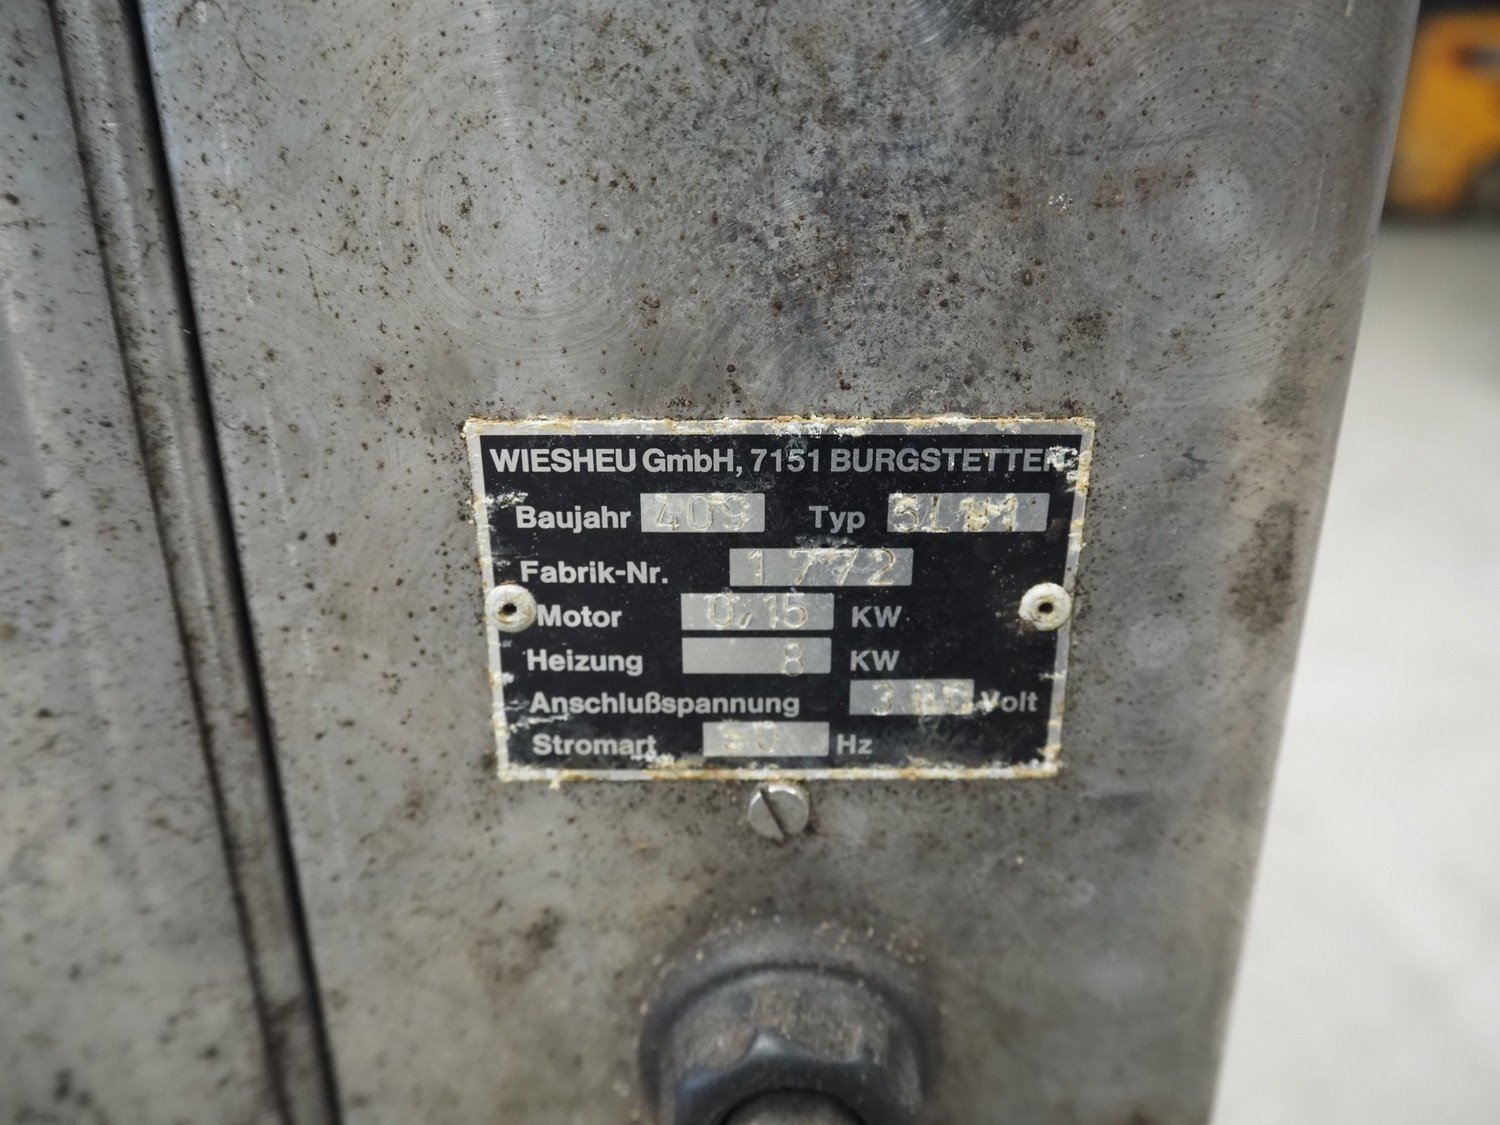 WIESHEU GmbH, 7151 BURGSTETTEN
Baujahr 409 Typ
Fabrik-Nr. 1772
Motor 0,15 KW
Heizung 8 KW
Anschlußspannung Volt
Stromart Hz